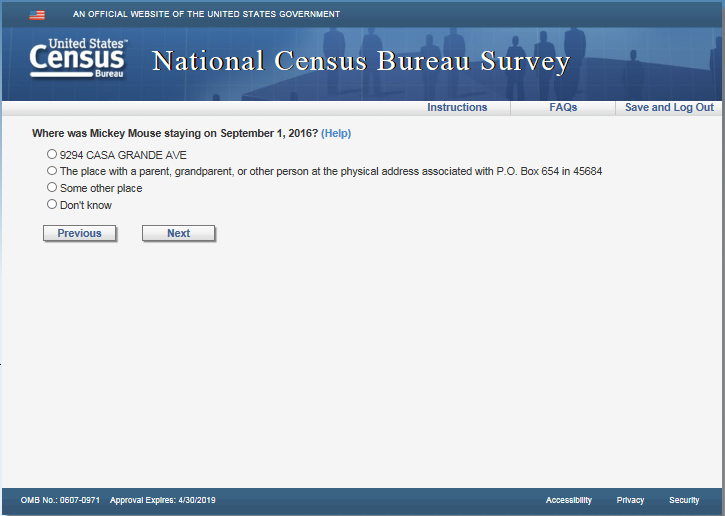 AN OFFICIAL WEBSITE OF THE UNITED STATES GOVERNMENT
United States™
Census
Bureau
National Census Bureau Survey
Instructions FAQs Save and Log Out
Where was Mickey Mouse staying on September 1, 2016? (Help)
9294 CASA GRANDE AVE
The place with a parent, grandparent, or other person at the physical address associated with P.O. Box 654 in 45684
Some other place
Don't know
Previous Next
OMB No.: 0607-0971 Approval Expires: 4/30/2019 Accessibility Privacy Security